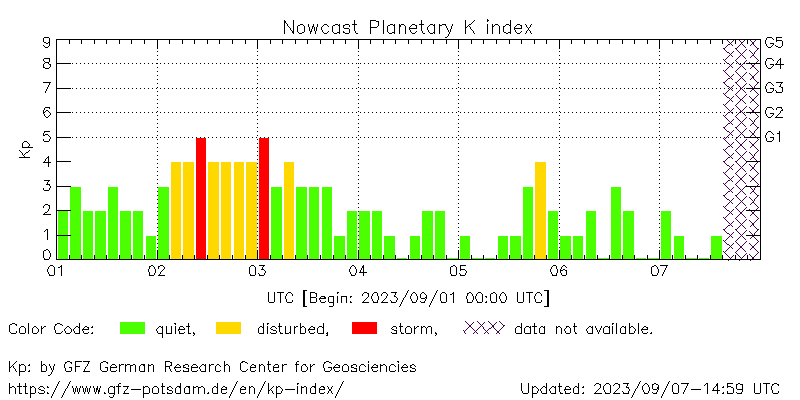 Nowcast Planetary K index
9
8
7
6
5
4
3
2
1
0
Kp
G5
G4
G3
G2
G1
01 02 03 04 05 06 07
UTC [Begin: 2023/09/01 00:00 UTC]
Color Code: quiet, disturbed, storm, data not available.
Kp: by GFZ German Research Center for Geosciencies
https://www.gfz-potsdam.de/en/kp-index/ Updated: 2023/09/07-14:59 UTC